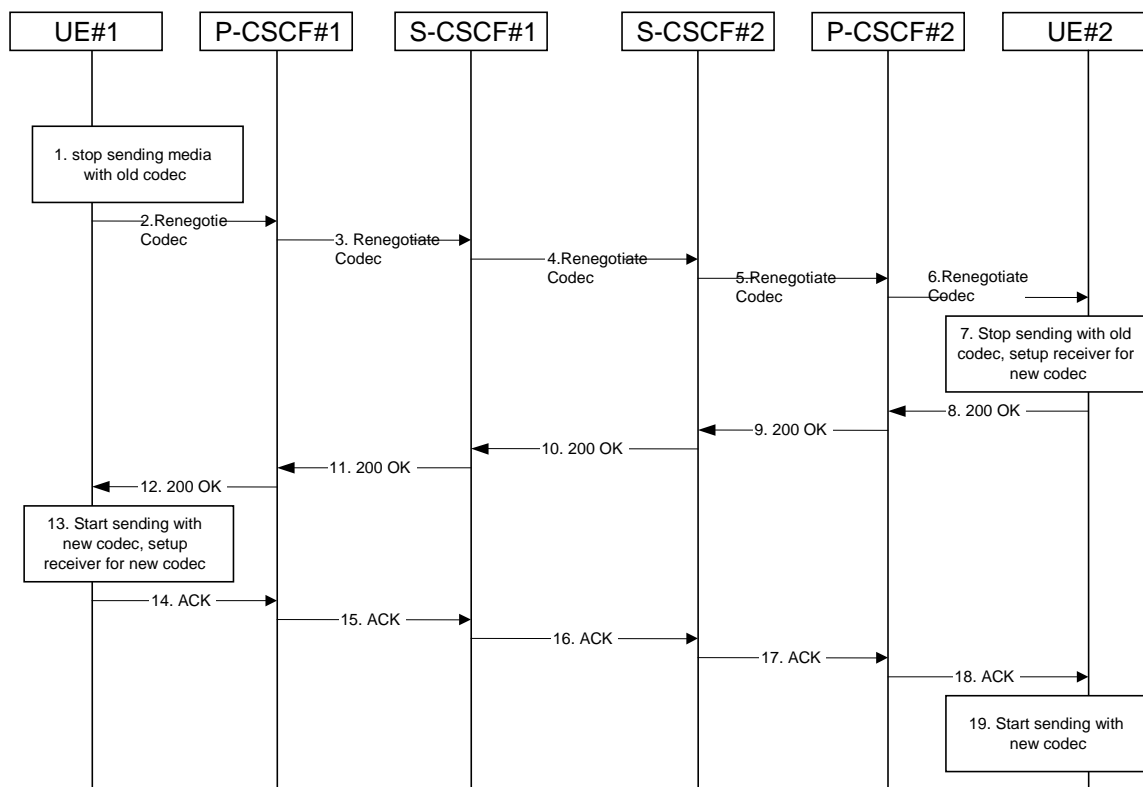 UE#1
P-CSCF#1
S-CSCF#1
S-CSCF#2
P-CSCF#2
UE#2
1. stop sending media
with old codec
2.Renegotie
Codec
3. Renegotiate
Codec
4.Renegotiate
Codec
5.Renegotiate
Codec
6.Renegotiate
Codec
7. Stop sending with old
codec, setup receiver for
new codec
8. 200 OK
9. 200 OK
10. 200 OK
11. 200 OK
12. 200 OK
13. Start sending with
new codec, setup
receiver for new codec
14. ACK
15. ACK
16. ACK
17. ACK
18. ACK
19. Start sending with
new codec